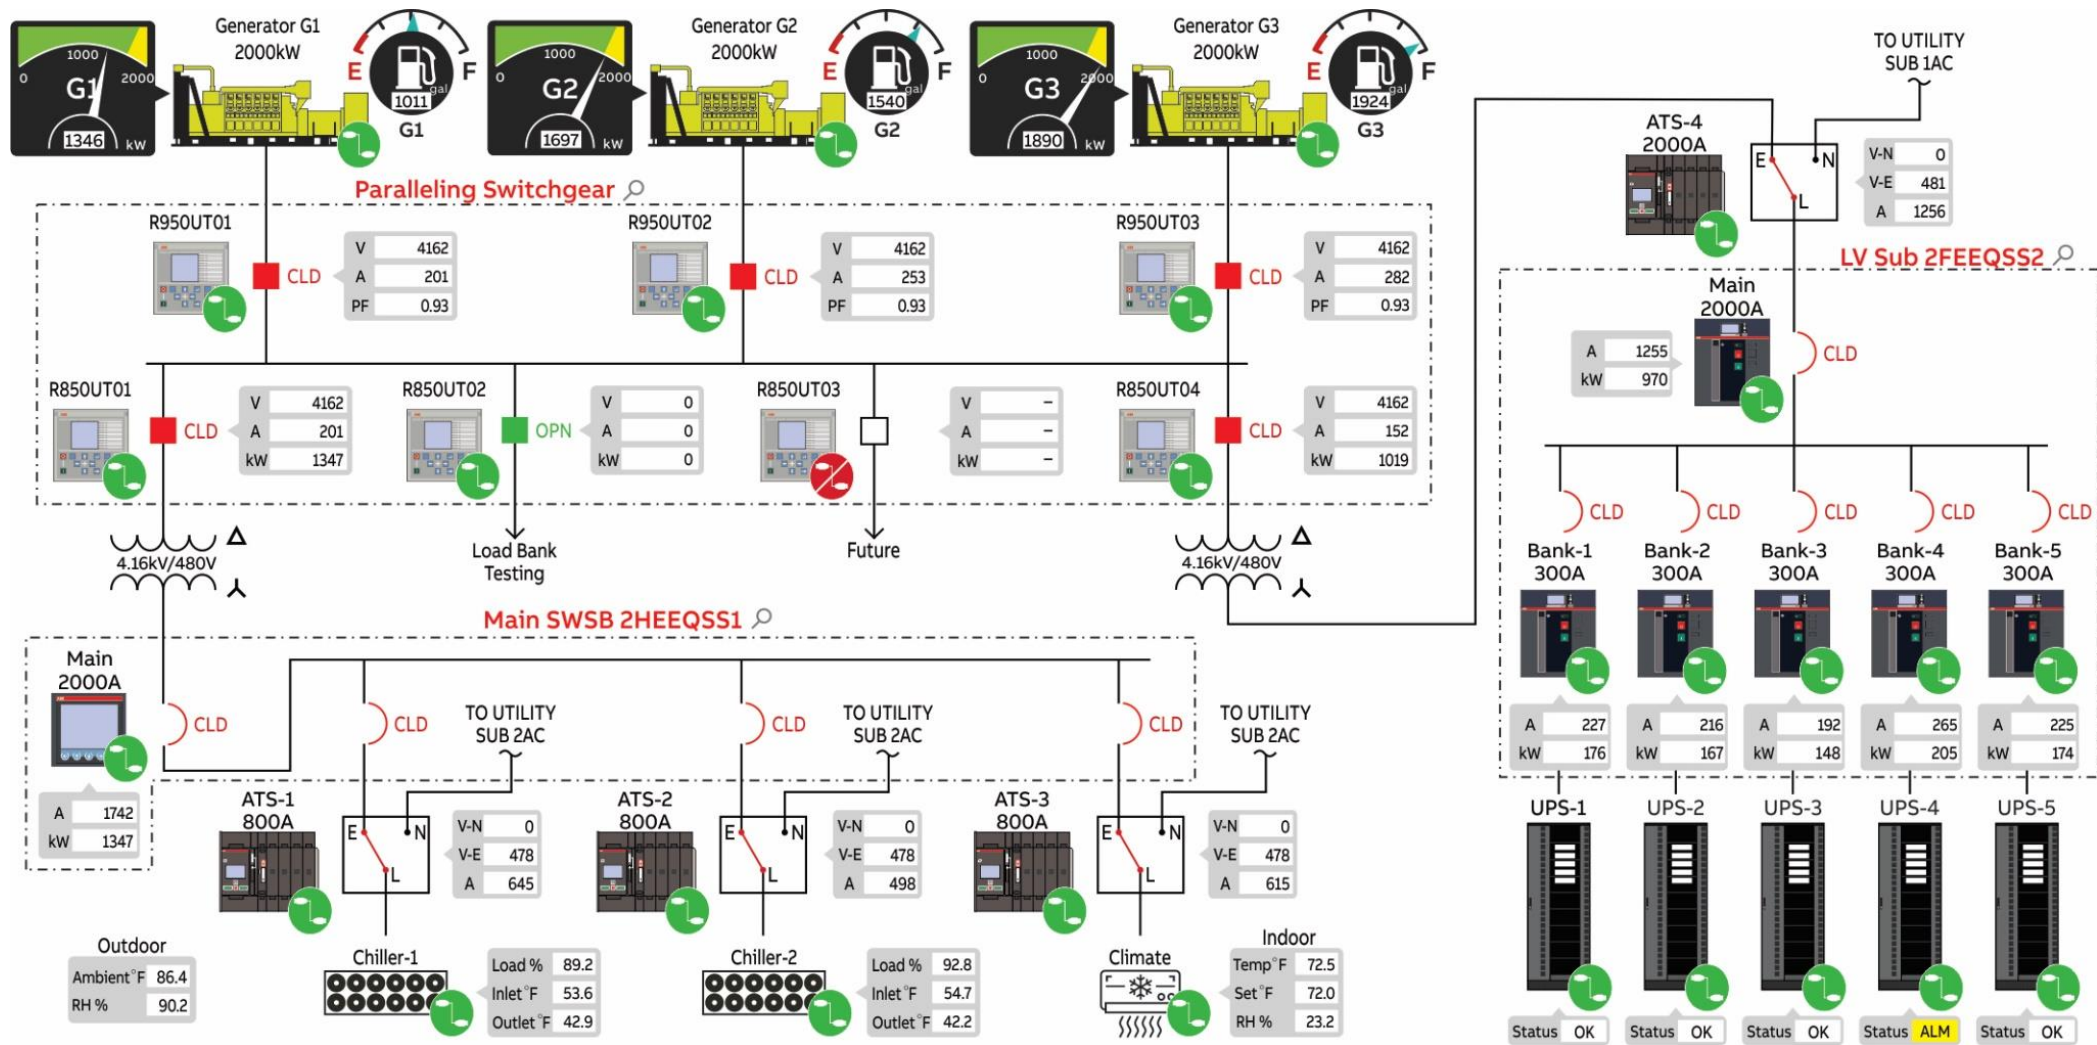 Generator G1
2000kW
0
1000
2000
G1
1346
kW
E
F
1011
gal
G1
Generator G2
2000kW
0
1000
2000
G2
1697
kW
E
F
1540
gal
G2
Generator G3
2000kW
0
1000
2000
G3
1890
kW
E
F
1924
gal
G3
TO UTILITY
SUB 1AC
ATS-4
2000A
E
N
L
V-N 0
V-E 481
A 1256
Paralleling Switchgear
R950UT01
CLD
V 4162
A 201
PF 0.93
R950UT02
CLD
V 4162
A 253
PF 0.93
R950UT03
CLD
V 4162
A 282
PF 0.93
R850UT01
CLD
V 4162
A 201
kW 1347
R850UT02
OPN
V 0
A 0
kW 0
R850UT03
V –
A –
kW –
R850UT04
CLD
V 4162
A 152
kW 1019
4.16kV/480V
Load Bank
Testing
Future
4.16kV/480V
LV Sub 2FEEQSS2
Main
2000A
CLD
A 1255
kW 970
CLD
CLD
CLD
CLD
CLD
Bank-1
300A
Bank-2
300A
Bank-3
300A
Bank-4
300A
Bank-5
300A
A 227
kW 176
A 216
kW 167
A 192
kW 148
A 265
kW 205
A 225
kW 174
UPS-1
UPS-2
UPS-3
UPS-4
UPS-5
Status OK
Status OK
Status OK
Status ALM
Status OK
Main SWSB 2HEEQSS1
Main
2000A
CLD
A 1742
kW 1347
CLD
TO UTILITY
SUB 2AC
CLD
TO UTILITY
SUB 2AC
CLD
TO UTILITY
SUB 2AC
ATS-1
800A
E
N
L
V-N 0
V-E 478
A 645
ATS-2
800A
E
N
L
V-N 0
V-E 478
A 498
ATS-3
800A
E
N
L
V-N 0
V-E 478
A 615
Outdoor
Ambient°F 86.4
RH % 90.2
Chiller-1
Load % 89.2
Inlet °F 53.6
Outlet °F 42.9
Chiller-2
Load % 92.8
Inlet °F 54.7
Outlet °F 42.2
Climate
Indoor
Temp°F 72.5
Set °F 72.0
RH % 23.2